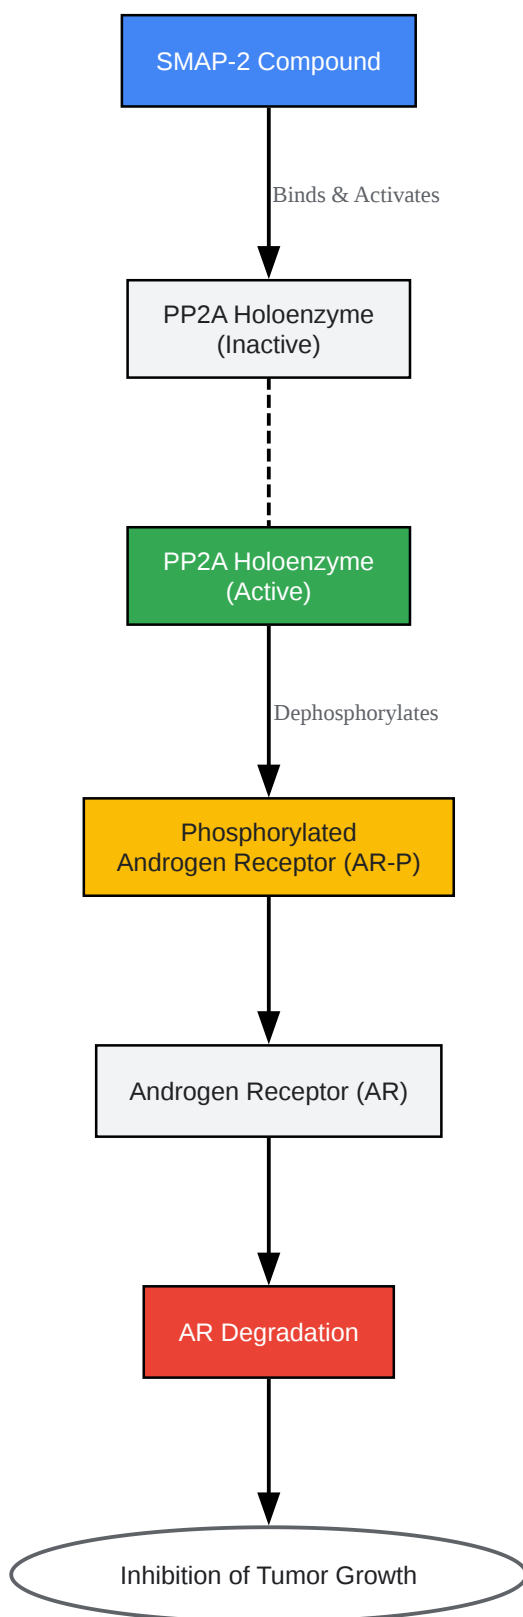 SMAP-2 Compound
Binds & Activates
PP2A Holoenzyme
(Inactive)
PP2A Holoenzyme
(Active)
Dephosphorylates
Phosphorylated
Androgen Receptor (AR-P)
Androgen Receptor (AR)
AR Degradation
Inhibition of Tumor Growth